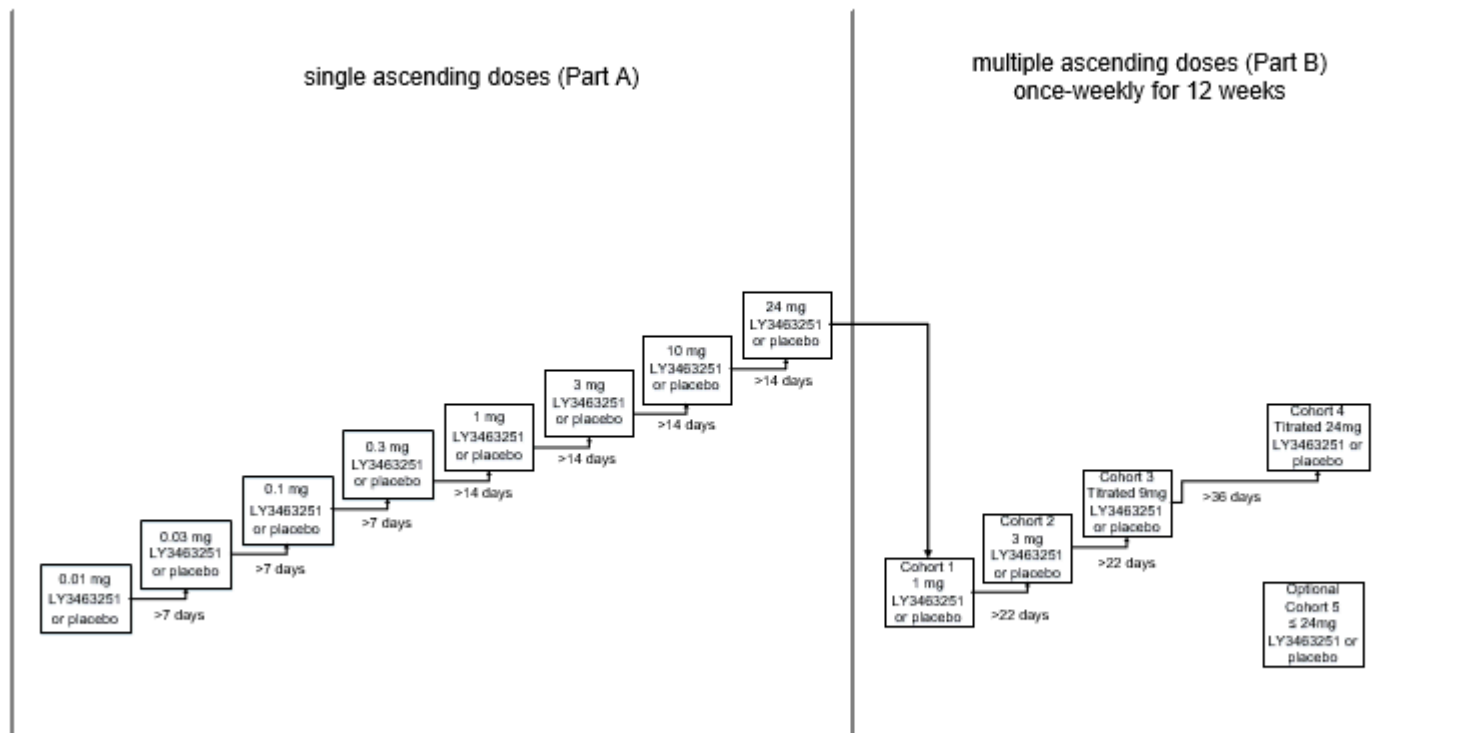 single ascending doses (Part A)
multiple ascending doses (Part B)
once-weekly for 12 weeks
0.01 mg
LY3463251
or placebo
>7 days
0.03 mg
LY3463251
or placebo
>7 days
0.1 mg
LY3463251
or placebo
>7 days
0.3 mg
LY3463251
or placebo
>14 days
1 mg
LY3463251
or placebo
>14 days
3 mg
LY3463251
or placebo
>14 days
10 mg
LY3463251
or placebo
>14 days
24 mg
LY3463251
or placebo
Cohort 1
1 mg
LY3463251
or placebo
>22 days
Cohort 2
3 mg
LY3463251
or placebo
>22 days
Cohort 3
Titrated 9mg
LY3463251
or placebo
>36 days
Cohort 4
Titrated 24mg
LY3463251 or
placebo
Optional
Cohort 5
≤ 24mg
LY3463251 or
placebo